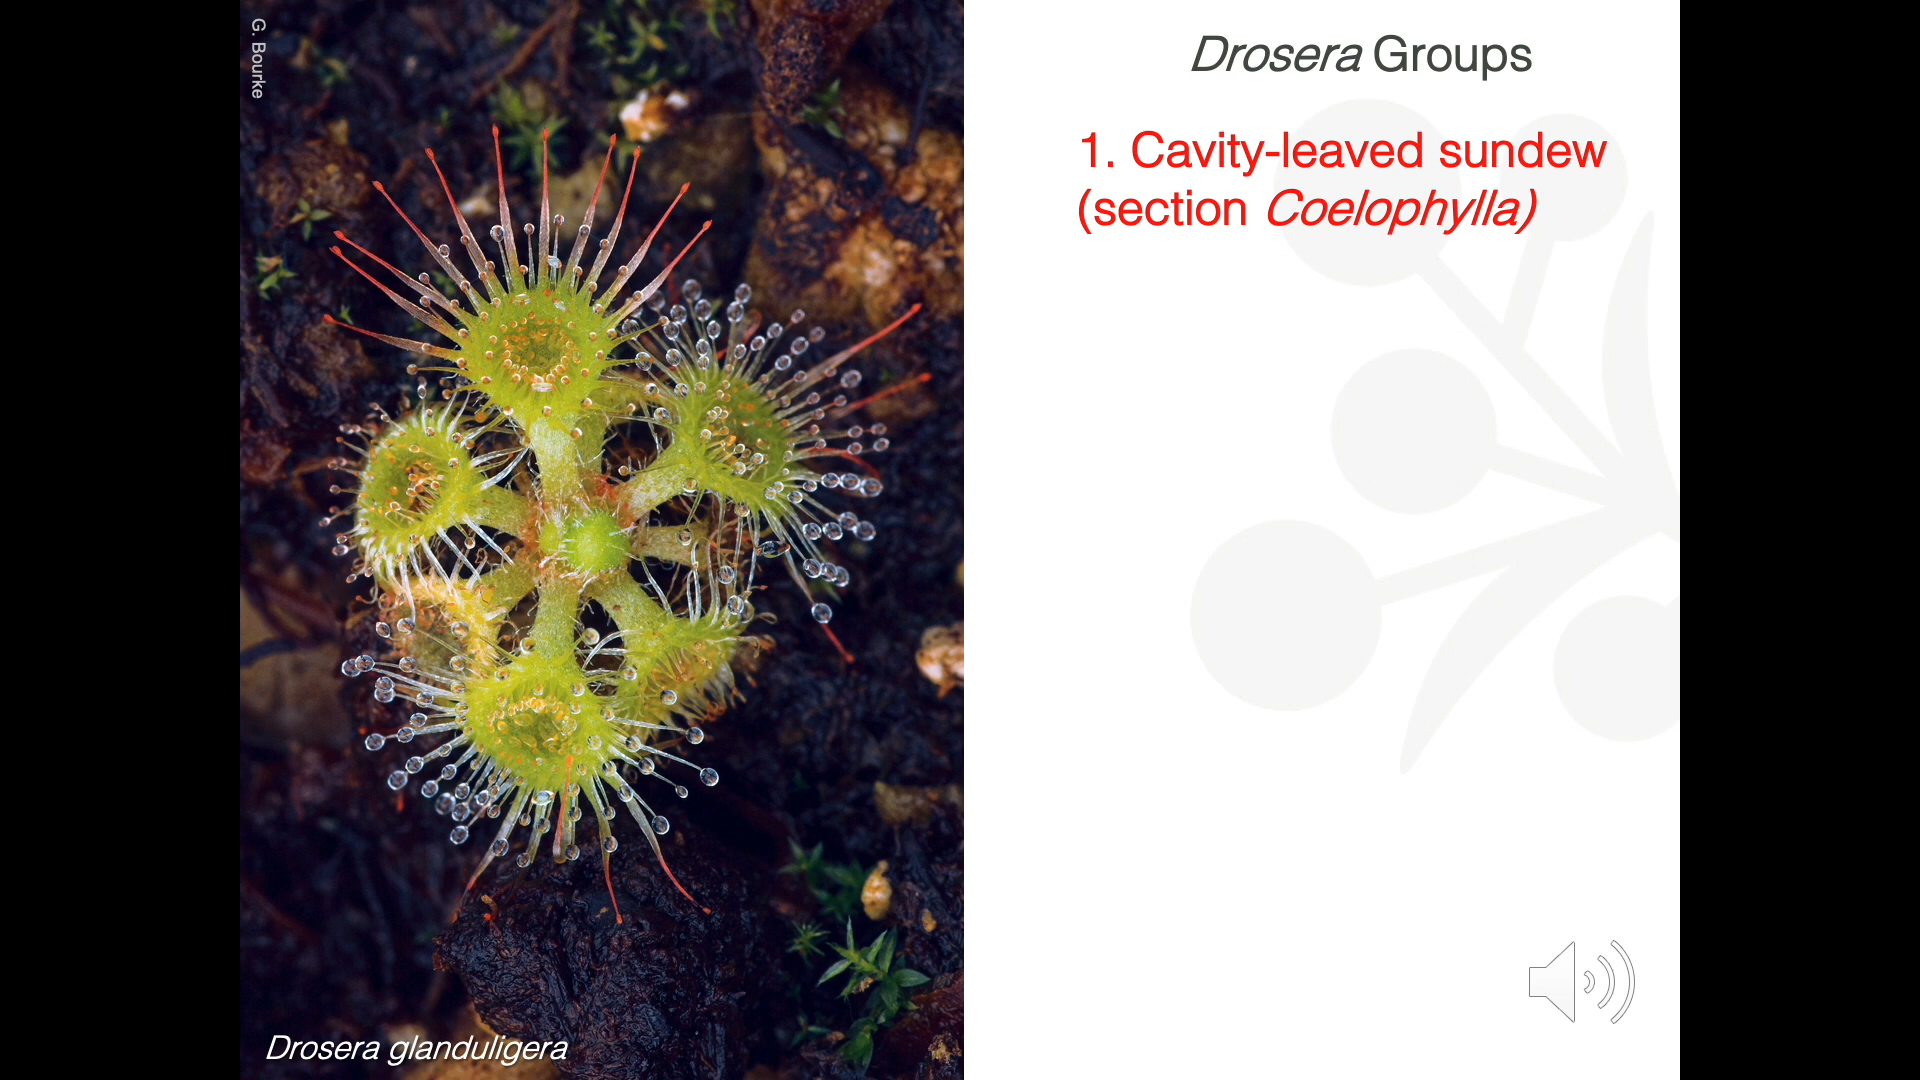 G. Bourke
Drosera Groups
1. Cavity-leaved sundew
(section Coelophylla)
Drosera glanduligera